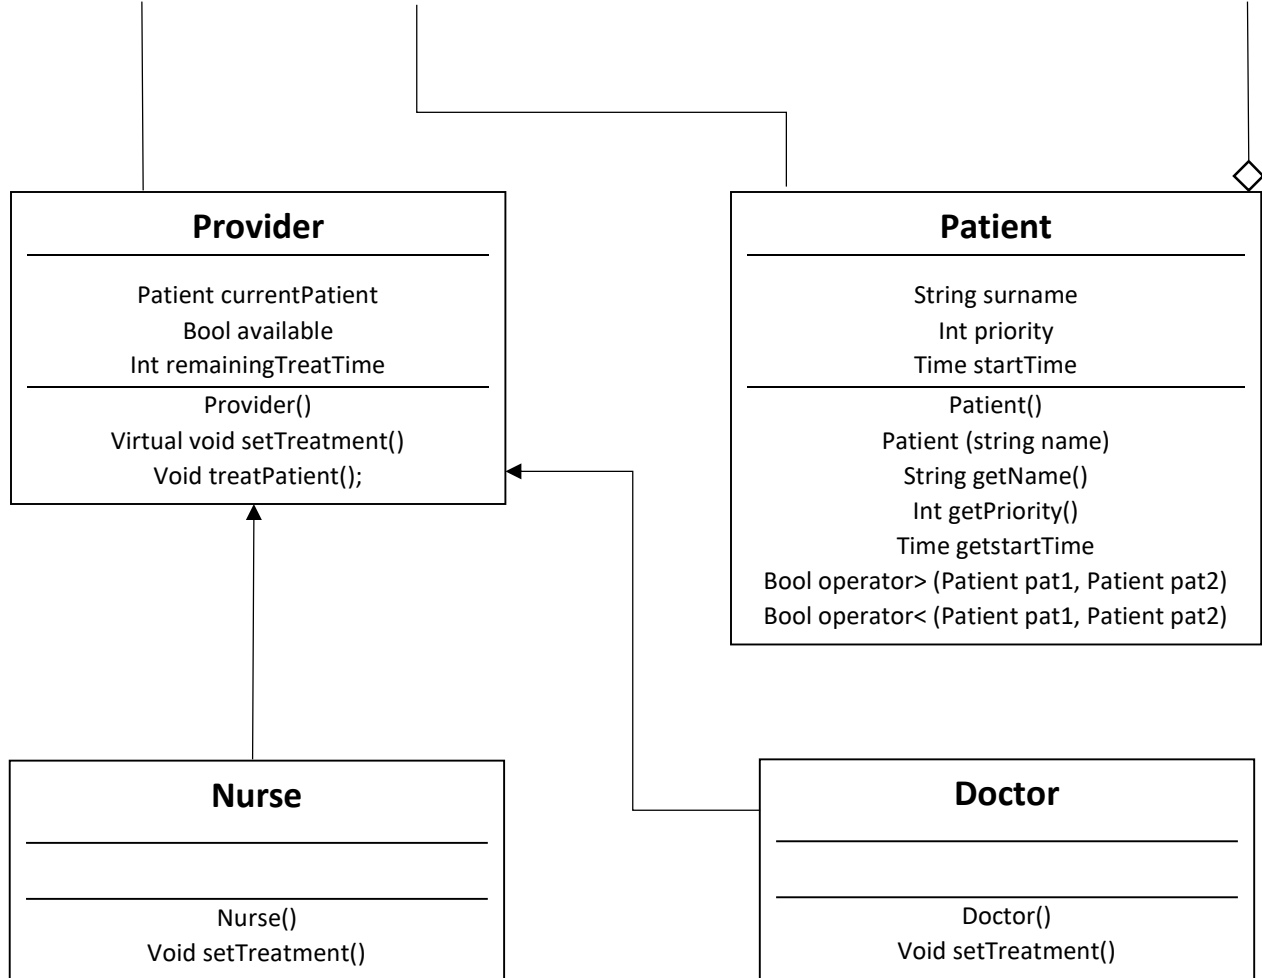 Provider
Patient currentPatient
Bool available
Int remainingTreatTime
Provider()
Virtual void setTreatment()
Void treatPatient();
Patient
String surname
Int priority
Time startTime
Patient()
Patient (string name)
String getName()
Int getPriority()
Time getstartTime
Bool operator> (Patient pat1, Patient pat2)
Bool operator< (Patient pat1, Patient pat2)
Nurse
Nurse()
Void setTreatment()
Doctor
Doctor()
Void setTreatment()